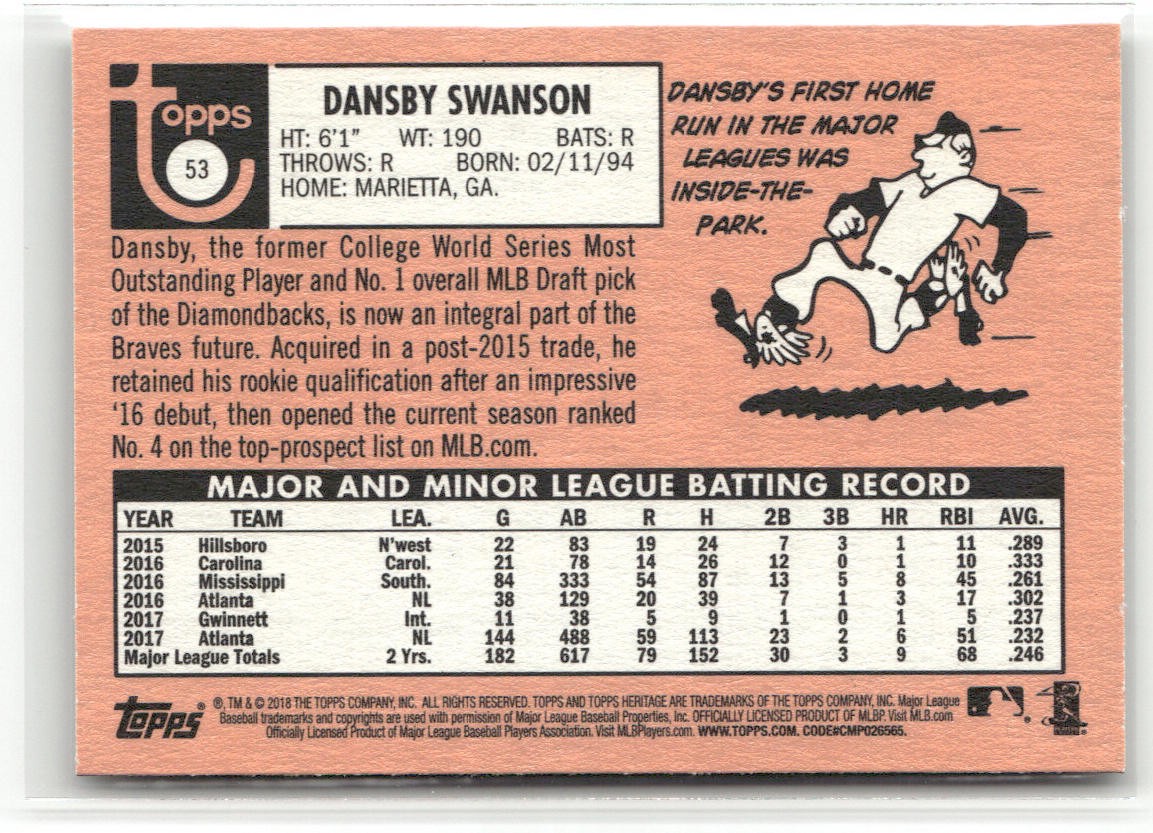 topps
53
DANSBY SWANSON
HT: 6'1" WT: 190 BATS: R
THROWS: R BORN: 02/11/94
HOME: MARIETTA, GA.
DANSBY'S FIRST HOME
RUN IN THE MAJOR
LEAGUES WAS
INSIDE-THE-
PARK.
Dansby, the former College World Series Most
Outstanding Player and No. 1 overall MLB Draft pick
of the Diamondbacks, is now an integral part of the
Braves future. Acquired in a post-2015 trade, he
retained his rookie qualification after an impressive
'16 debut, then opened the current season ranked
No. 4 on the top-prospect list on MLB.com.
MAJOR AND MINOR LEAGUE BATTING RECORD
YEAR TEAM LEA. G AB R H 2B 3B HR RBI AVG.
2015 Hillsboro N'west 22 83 19 24 7 3 1 11 .289
2016 Carolina Carol. 21 78 14 26 12 0 1 10 .333
2016 Mississippi South. 84 333 54 87 13 5 8 45 .261
2016 Atlanta NL 38 129 20 39 7 1 3 17 .302
2017 Gwinnett Int. 11 38 5 9 1 0 1 5 .237
2017 Atlanta NL 144 488 59 113 23 2 6 51 .232
Major League Totals 2 Yrs. 182 617 79 152 30 3 9 68 .246
topps®
®, TM & © 2018 THE TOPPS COMPANY, INC. ALL RIGHTS RESERVED. TOPPS AND TOPPS HERITAGE ARE TRADEMARKS OF THE TOPPS COMPANY, INC. Major League
Baseball trademarks and copyrights are used with permission of Major League Baseball Properties, Inc. OFFICIALLY LICENSED PRODUCT OF MLBP. Visit MLB.com
Officially Licensed Product of Major League Baseball Players Association. Visit MLBPlayers.com. WWW.TOPPS.COM. CODE#CMP026565.